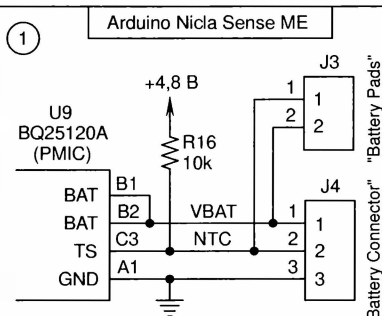 1
Arduino Nicla Sense ME
+4,8 В
U9
BQ25120A
(PMIC)
R16
10k
BAT B1
BAT B2 VBAT
TS C3 NTC
GND A1
J3
1 1
2 2
"Battery Pads"
J4
1 1
2 2
3 3
Battery Connector"